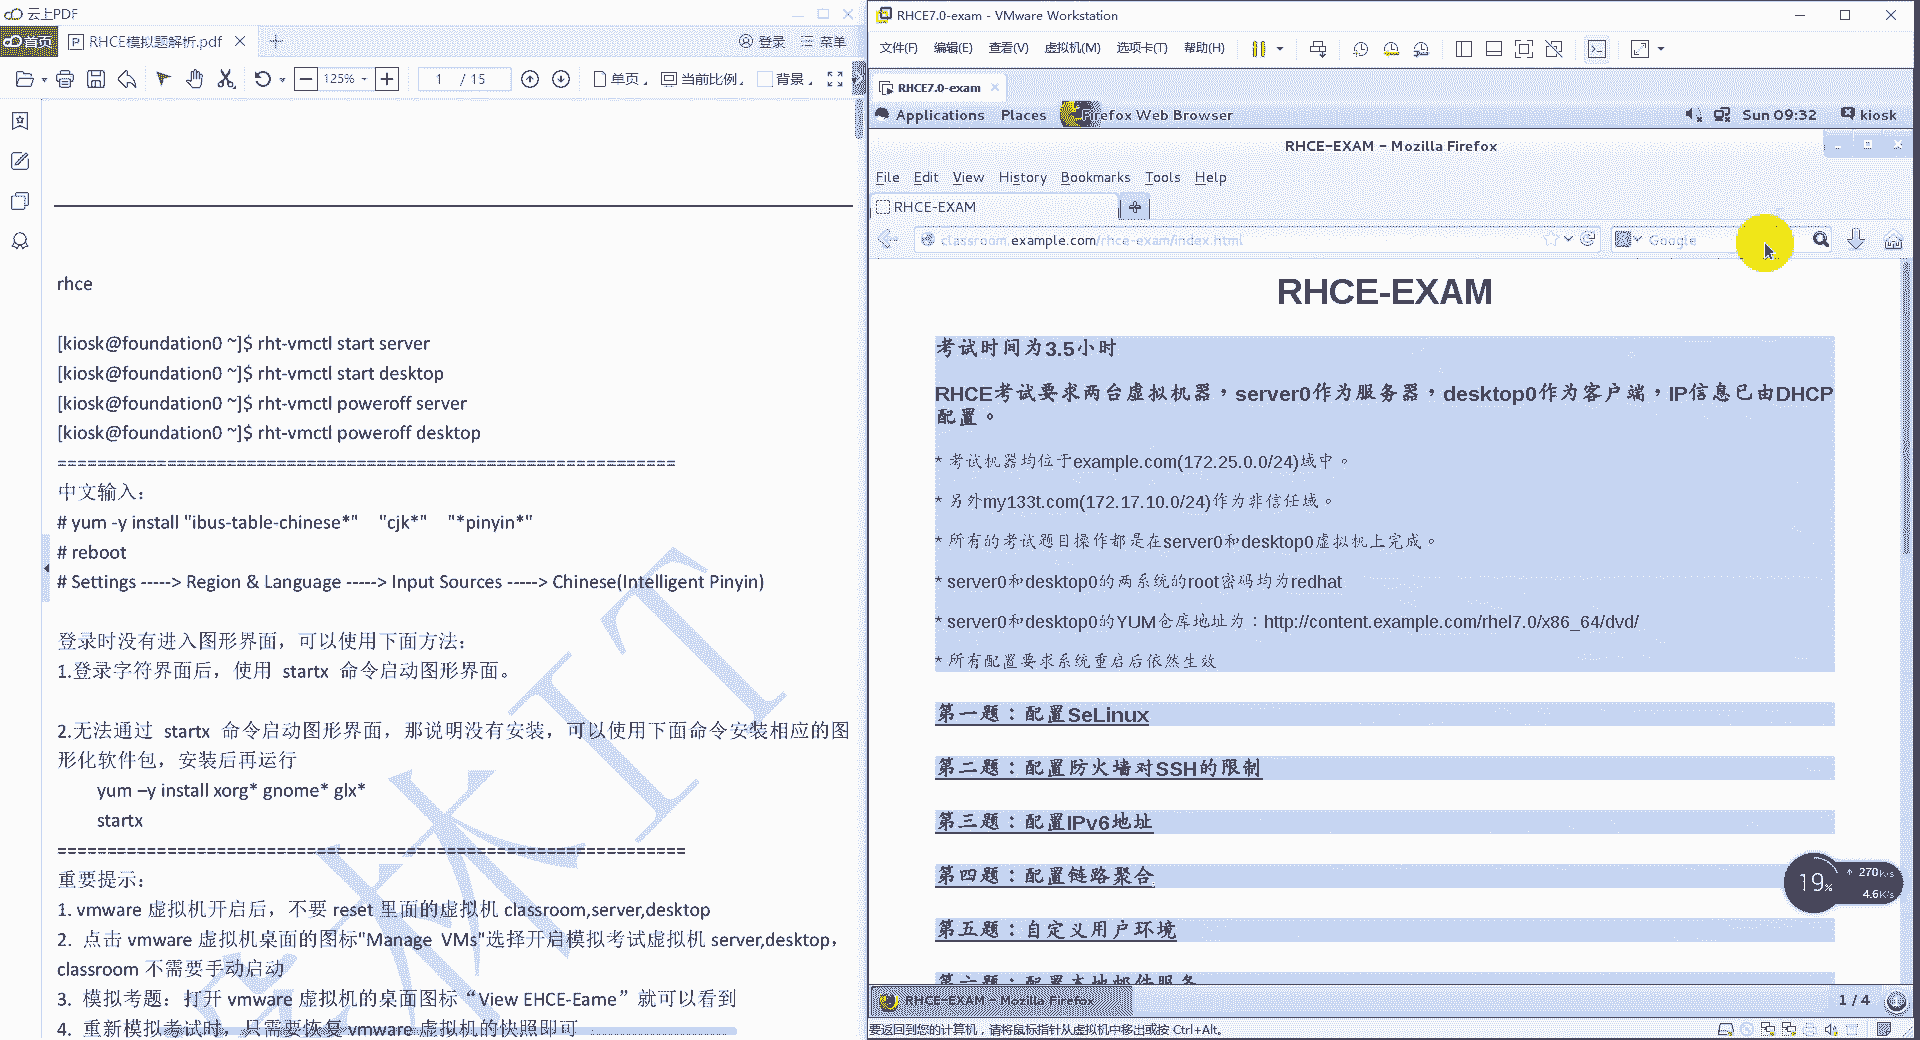 云上PDF
首页
RHCE模拟题解析.pdf
登录
菜单
125%
1 / 15
单页
当前比例
背景
rhce
[kiosk@foundation0 ~]$ rht-vmctl start server
[kiosk@foundation0 ~]$ rht-vmctl start desktop
[kiosk@foundation0 ~]$ rht-vmctl poweroff server
[kiosk@foundation0 ~]$ rht-vmctl poweroff desktop
==============================================================
中文输入：
# yum -y install "ibus-table-chinese*" "cjk*" "*pinyin*"
# reboot
# Settings -----> Region & Language -----> Input Sources -----> Chinese(Intelligent Pinyin)
登录时没有进入图形界面，可以使用下面方法：
1.登录字符界面后，使用 startx 命令启动图形界面。
2.无法通过 startx 命令启动图形界面，那说明没有安装，可以使用下面命令安装相应的图
形化软件包，安装后再运行
yum –y install xorg* gnome* glx*
startx
===============================================================
重要提示：
1. vmware 虚拟机开启后，不要 reset 里面的虚拟机 classroom,server,desktop
2. 点击 vmware 虚拟机桌面的图标"Manage VMs"选择开启模拟考试虚拟机 server,desktop，
classroom 不需要手动启动
3. 模拟考题：打开 vmware 虚拟机的桌面图标“View EHCE-Eame”就可以看到
4. 重新模拟考试时，只需要恢复 vmware 虚拟机的快照即可
林IT
RHCE7.0-exam - VMware Workstation
文件(F) 编辑(E) 查看(V) 虚拟机(M) 选项卡(T) 帮助(H)
RHCE7.0-exam
Applications Places Firefox Web Browser
Sun 09:32
kiosk
RHCE-EXAM - Mozilla Firefox
File Edit View History Bookmarks Tools Help
RHCE-EXAM
classroom.example.com/rhce-exam/index.html
Google
RHCE-EXAM
考试时间为3.5小时
RHCE考试要求两台虚拟机器，server0作为服务器，desktop0作为客户端，IP信息已由DHCP
配置。
* 考试机器均位于example.com(172.25.0.0/24)域中。
* 另外my133t.com(172.17.10.0/24)作为非信任域。
* 所有的考试题目操作都是在server0和desktop0虚拟机上完成。
* server0和desktop0的两系统的root密码均为redhat
* server0和desktop0的YUM仓库地址为：http://content.example.com/rhel7.0/x86_64/dvd/
* 所有配置要求系统重启后依然生效
第一题：配置SeLinux
第二题：配置防火墙对SSH的限制
第三题：配置IPv6地址
第四题：配置链路聚合
第五题：自定义用户环境
第六题：配置本地邮件服务
19%
270K/s
4.6K/s
RHCE-EXAM - Mozilla Firefox
1 / 4
要返回到您的计算机，请将鼠标指针从虚拟机中移出或按 Ctrl+Alt。